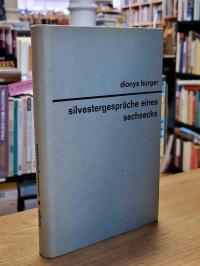 dionys burger
silvestergespräche eines
sechsecks